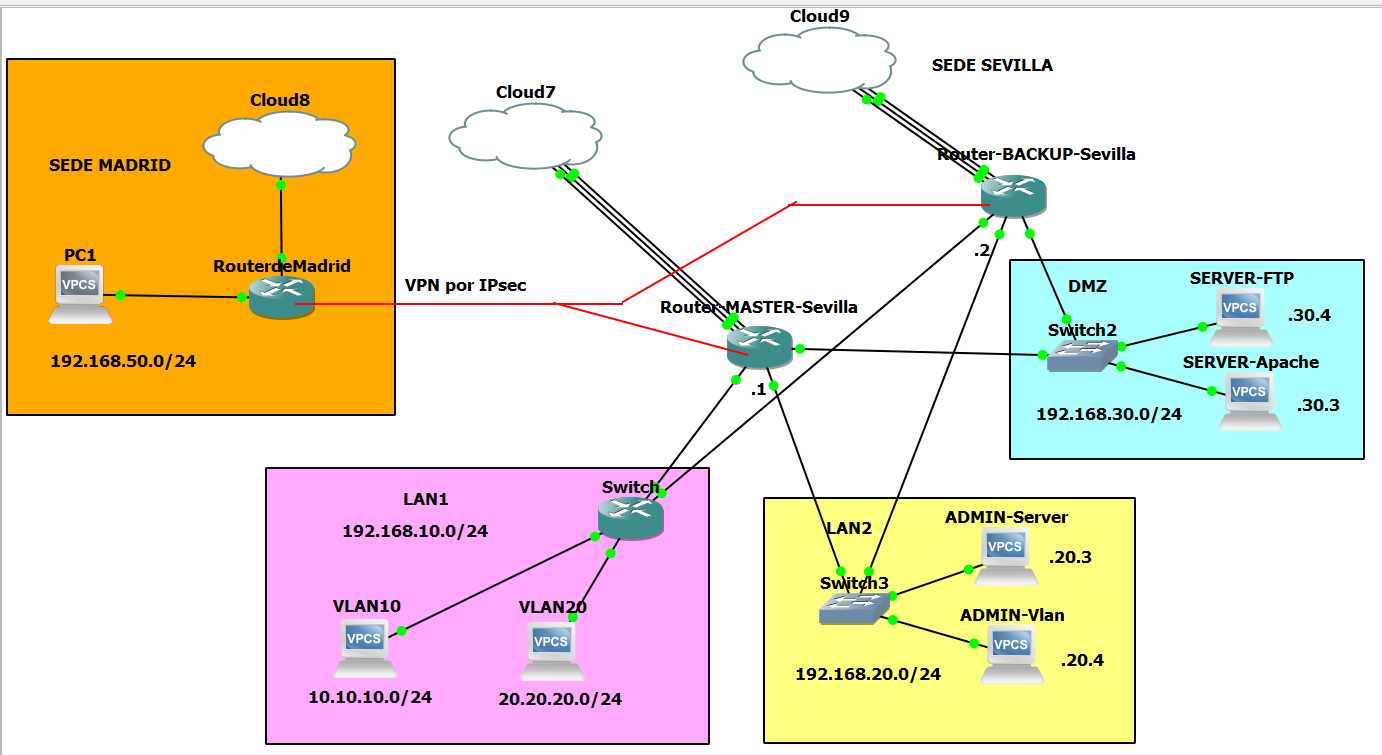 Cloud9
SEDE SEVILLA
Cloud7
Cloud8
SEDE MADRID
Router-BACKUP-Sevilla
PC1
VPCS
RouterdeMadrid
VPN por IPsec
192.168.50.0/24
Router-MASTER-Sevilla
.1
.2
DMZ
SERVER-FTP
VPCS
.30.4
Switch2
SERVER-Apache
VPCS
.30.3
192.168.30.0/24
LAN1
Switch
192.168.10.0/24
VLAN10
VPCS
10.10.10.0/24
VLAN20
VPCS
20.20.20.0/24
LAN2
ADMIN-Server
VPCS
.20.3
Switch3
ADMIN-Vlan
VPCS
.20.4
192.168.20.0/24